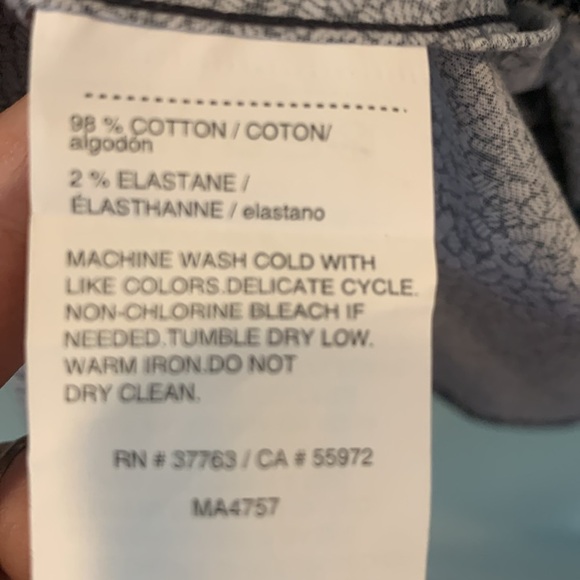 98 % COTTON / COTON/
algodón
2 % ELASTANE /
ÉLASTHANNE / elastano
MACHINE WASH COLD WITH
LIKE COLORS.DELICATE CYCLE.
NON-CHLORINE BLEACH IF
NEEDED.TUMBLE DRY LOW.
WARM IRON.DO NOT
DRY CLEAN.
RN # 37763 / CA # 55972
MA4757